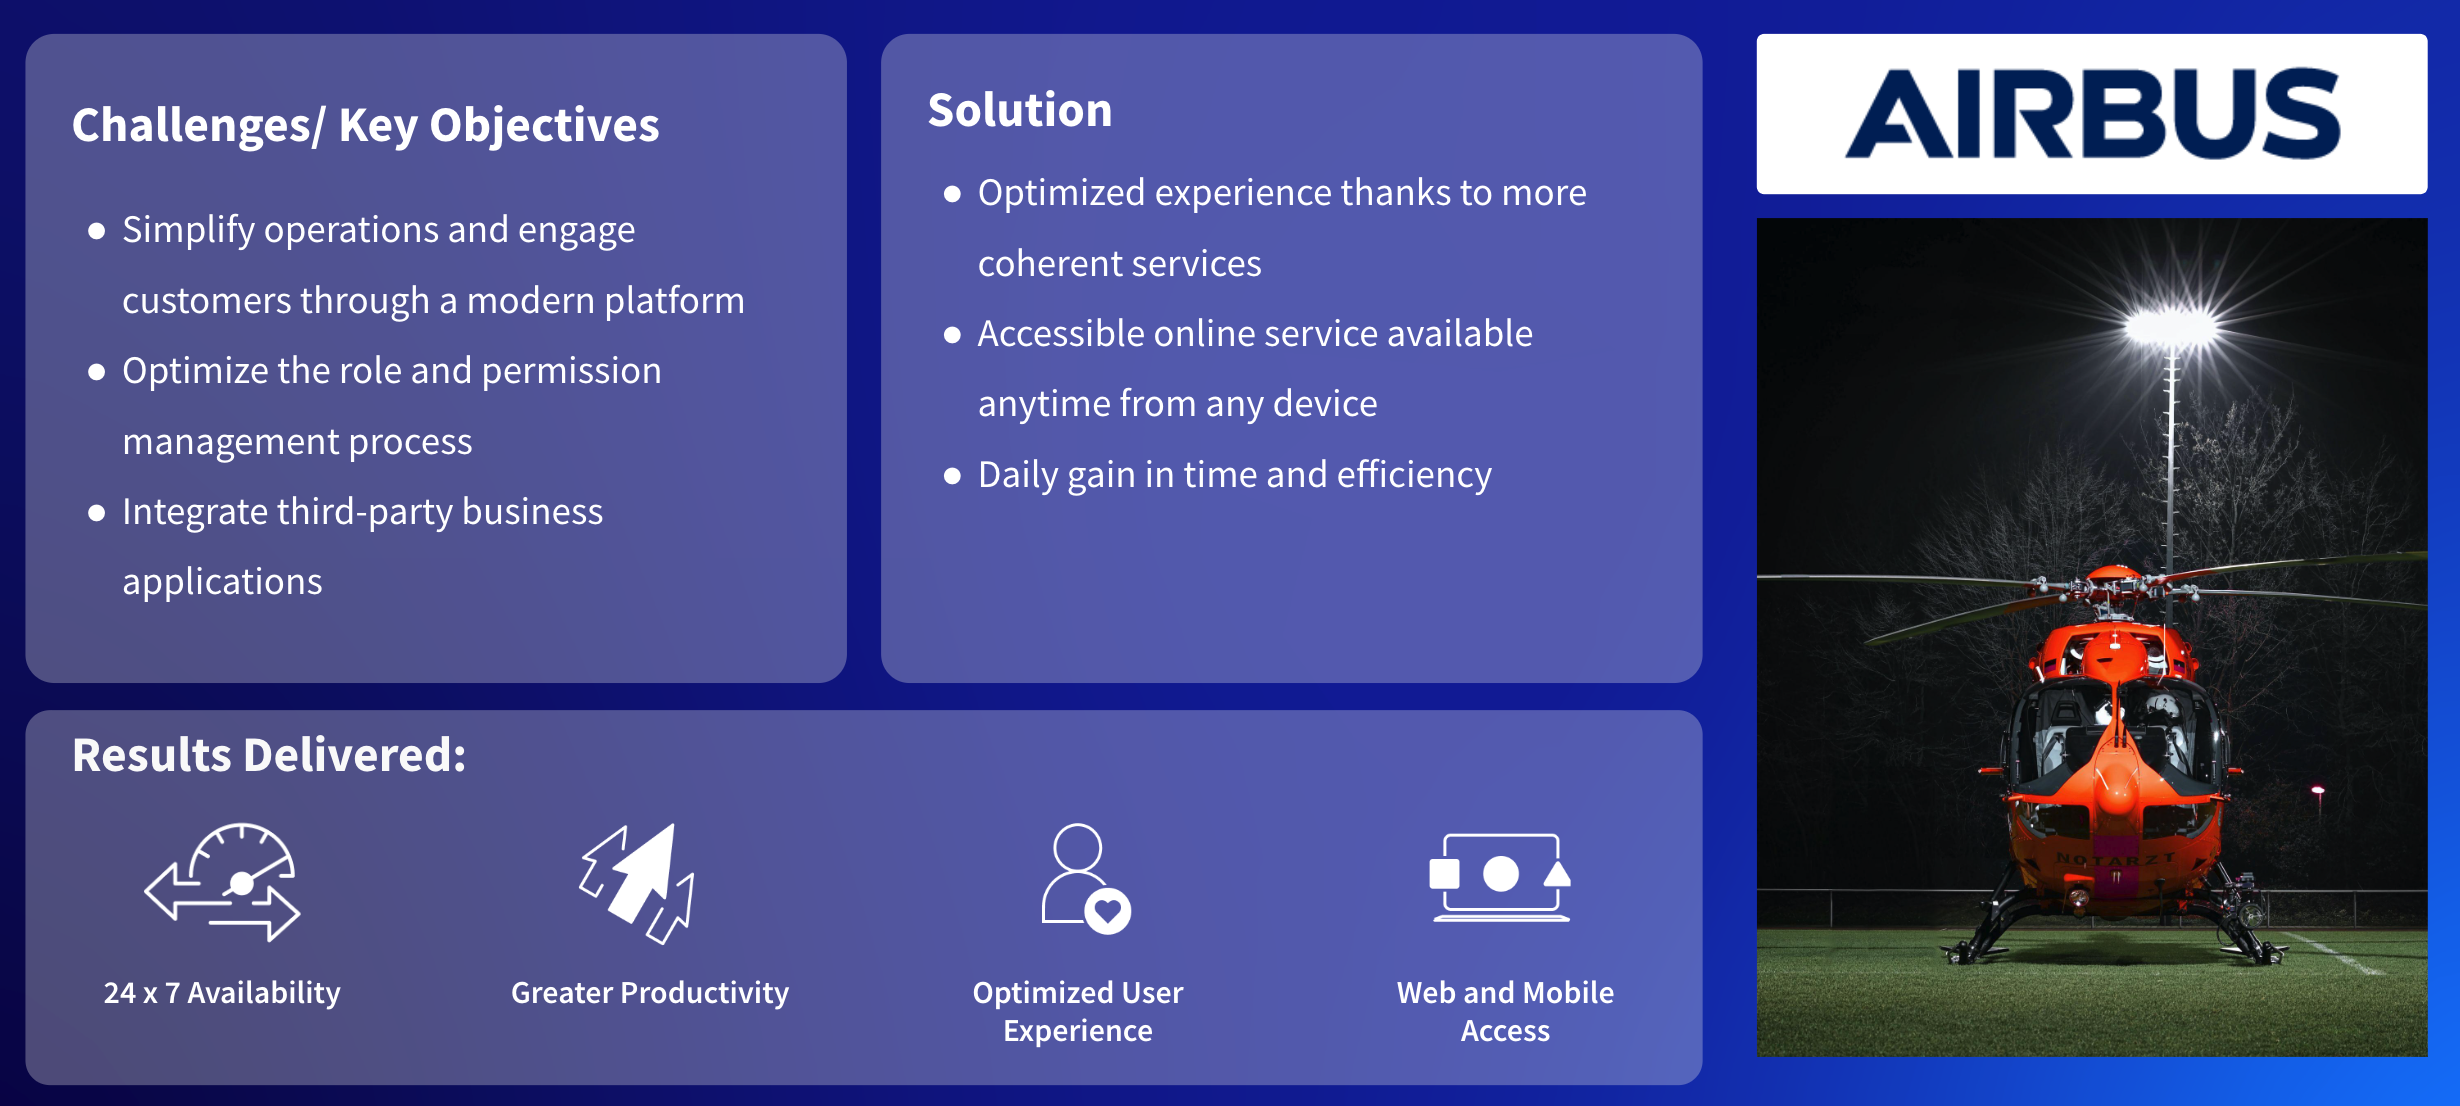 Challenges/ Key Objectives
● Simplify operations and engage
customers through a modern platform
● Optimize the role and permission
management process
● Integrate third-party business
applications
Solution
● Optimized experience thanks to more
coherent services
● Accessible online service available
anytime from any device
● Daily gain in time and efficiency
AIRBUS
NOTARZT
Results Delivered:
24 x 7 Availability
Greater Productivity
Optimized User
Experience
Web and Mobile
Access